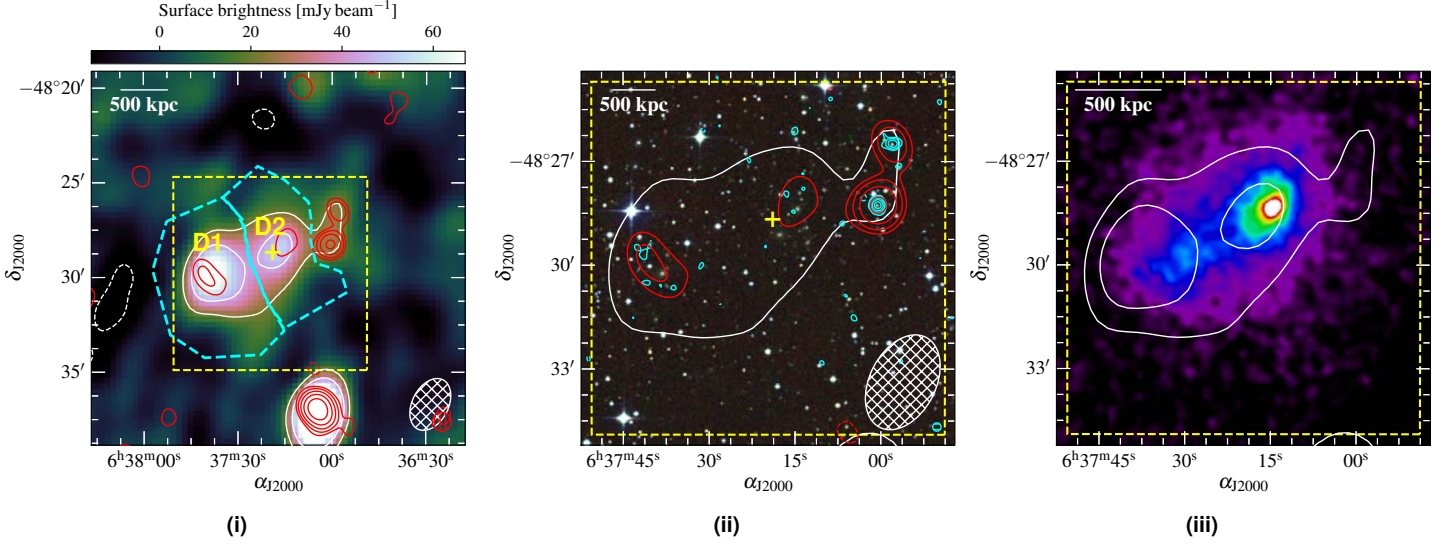 Surface brightness [mJy beam⁻¹]
0 20 40 60
−48°20′
25′
30′
35′
δJ2000
500 kpc
D1
D2
6ʰ38ᵐ00ˢ 37ᵐ30ˢ 00ˢ 36ᵐ30ˢ
αJ2000
(i)
500 kpc
−48°27′
30′
33′
δJ2000
6ʰ37ᵐ45ˢ 30ˢ 15ˢ 00ˢ
αJ2000
(ii)
500 kpc
−48°27′
30′
33′
δJ2000
6ʰ37ᵐ45ˢ 30ˢ 15ˢ 00ˢ
αJ2000
(iii)